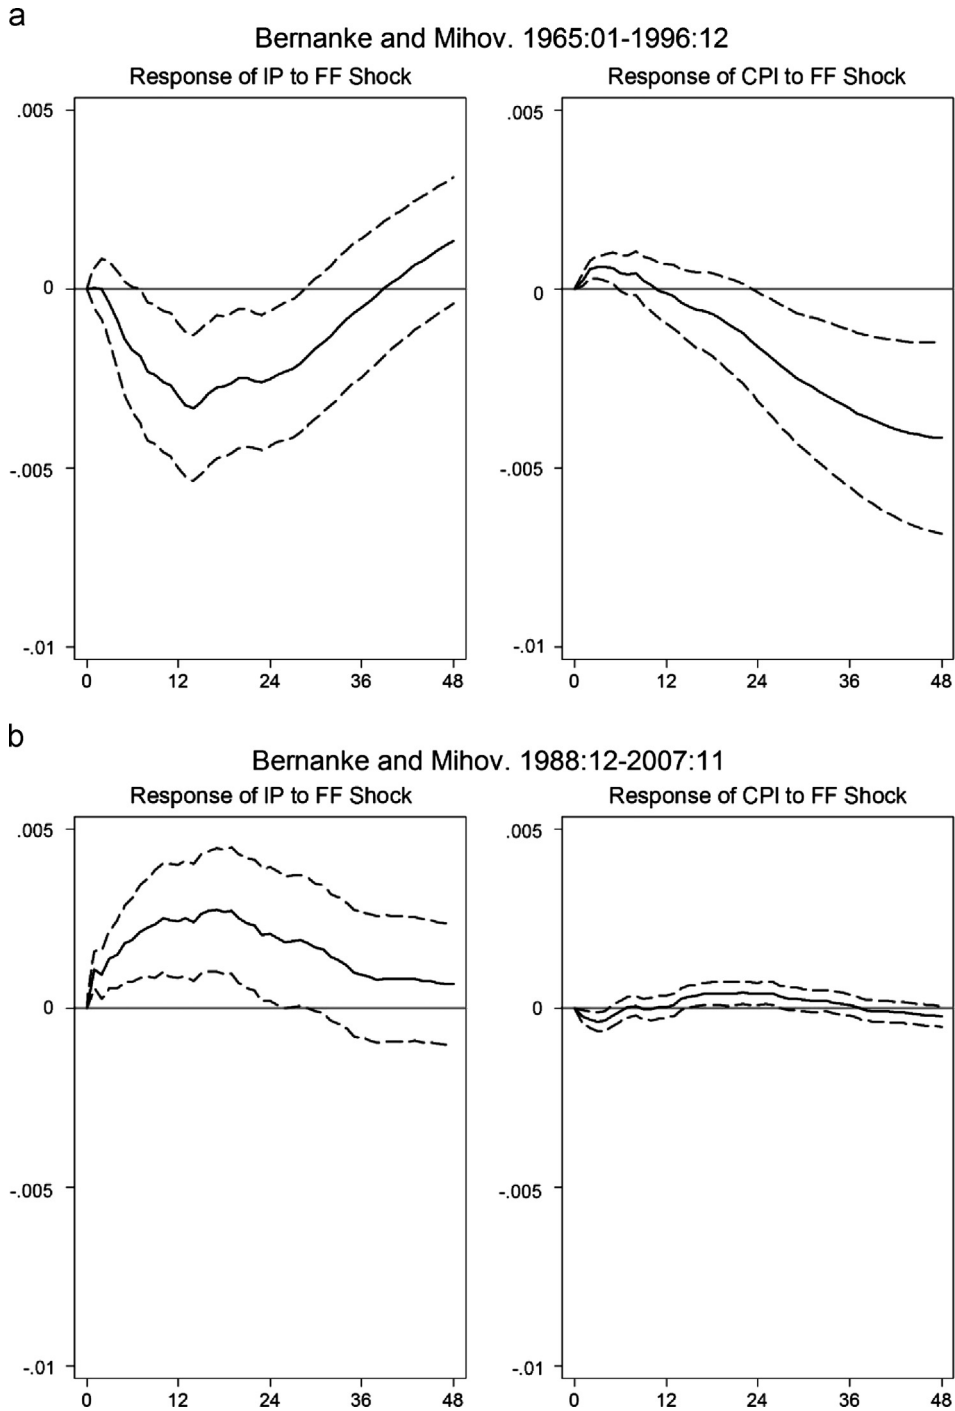 a
Bernanke and Mihov. 1965:01-1996:12
Response of IP to FF Shock
.005
0
-.005
-.01
0 12 24 36 48
Response of CPI to FF Shock
.005
0
-.005
-.01
0 12 24 36 48
b
Bernanke and Mihov. 1988:12-2007:11
Response of IP to FF Shock
.005
0
-.005
-.01
0 12 24 36 48
Response of CPI to FF Shock
.005
0
-.005
-.01
0 12 24 36 48